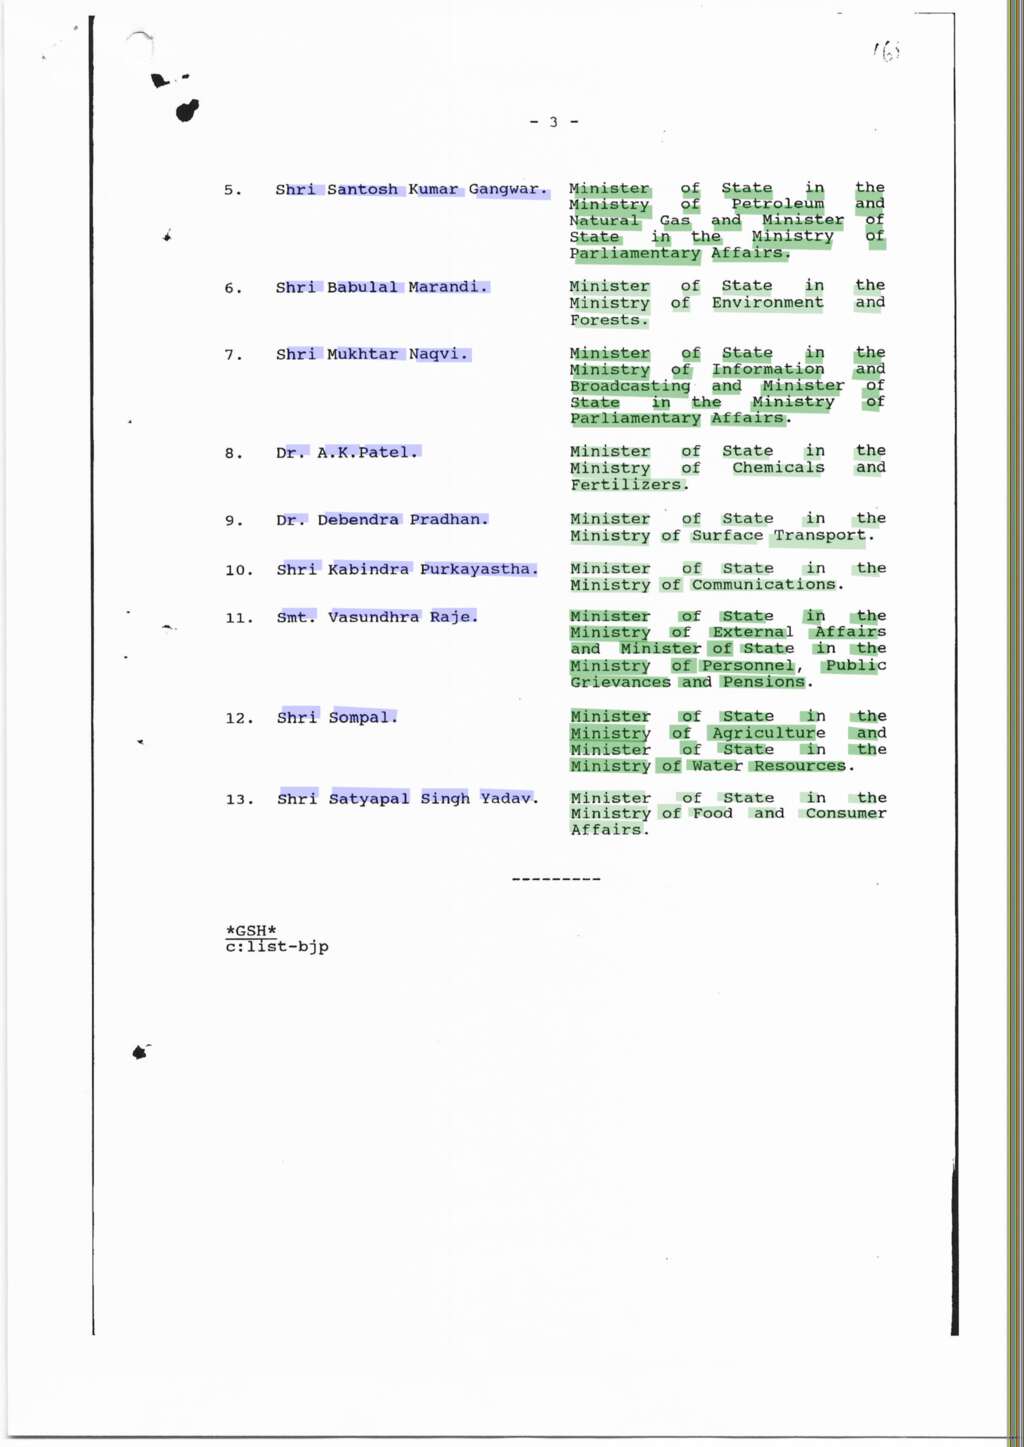 - 3 -
5. Shri Santosh Kumar Gangwar. Minister of State in the
Ministry of Petroleum and
Natural Gas and Minister of
State in the Ministry of
Parliamentary Affairs.
6. Shri Babulal Marandi. Minister of State in the
Ministry of Environment and
Forests.
7. Shri Mukhtar Naqvi. Minister of State in the
Ministry of Information and
Broadcasting and Minister of
State in the Ministry of
Parliamentary Affairs.
8. Dr. A.K.Patel. Minister of State in the
Ministry of Chemicals and
Fertilizers.
9. Dr. Debendra Pradhan. Minister of State in the
Ministry of Surface Transport.
10. Shri Kabindra Purkayastha. Minister of State in the
Ministry of Communications.
11. Smt. Vasundhra Raje. Minister of State in the
Ministry of External Affairs
and Minister of State in the
Ministry of Personnel, Public
Grievances and Pensions.
12. Shri Sompal. Minister of State in the
Ministry of Agriculture and
Minister of State in the
Ministry of Water Resources.
13. Shri Satyapal Singh Yadav. Minister of State in the
Ministry of Food and Consumer
Affairs.
---------
*GSH*
c:list-bjp